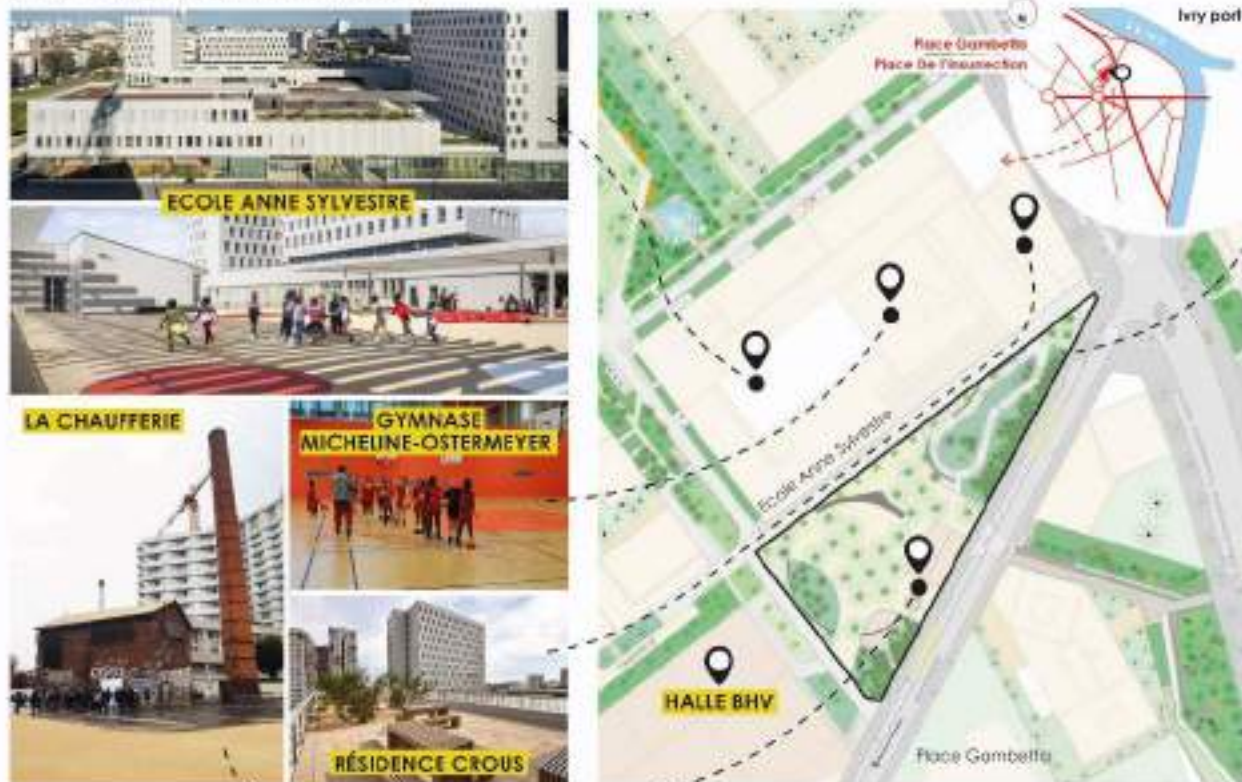 ECOLE ANNE SYLVESTRE
LA CHAUFFERIE
GYMNASE
MICHELINE-OSTERMEYER
RÉSIDENCE CROUS
Place Gambetta
Place De l'insurrection
Ivry port
N
Ecole Anne Sylvestre
HALLE BHV
Place Gambetta